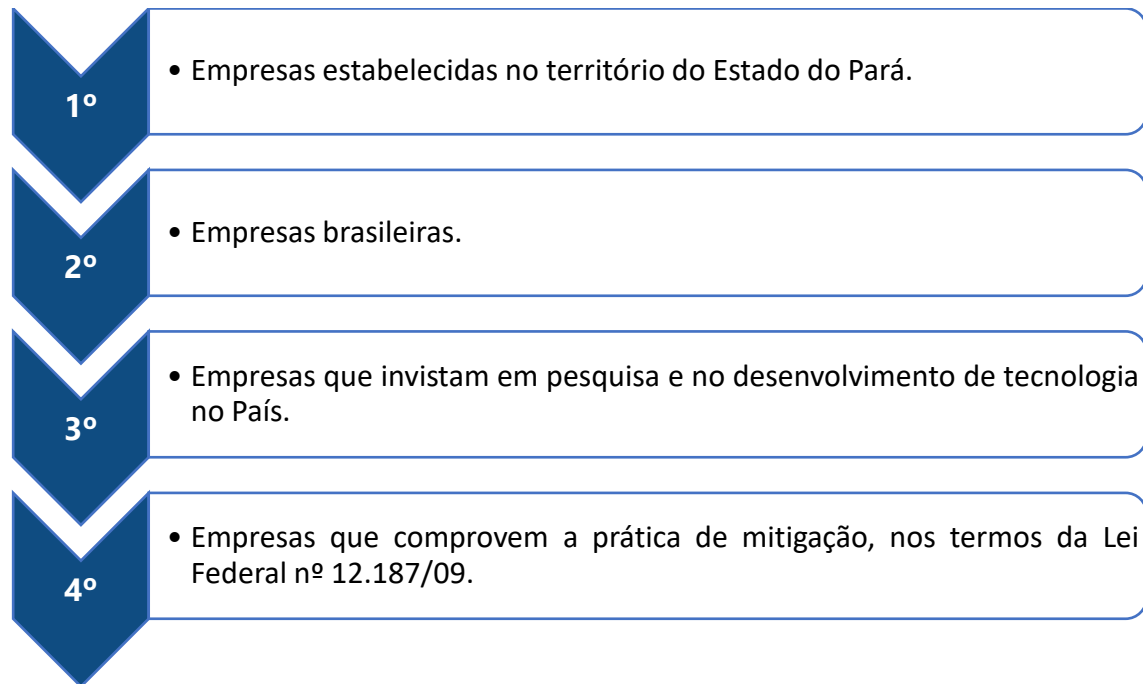 1º
• Empresas estabelecidas no território do Estado do Pará.
2º
• Empresas brasileiras.
3º
• Empresas que invistam em pesquisa e no desenvolvimento de tecnologia
no País.
4º
• Empresas que comprovem a prática de mitigação, nos termos da Lei
Federal nº 12.187/09.